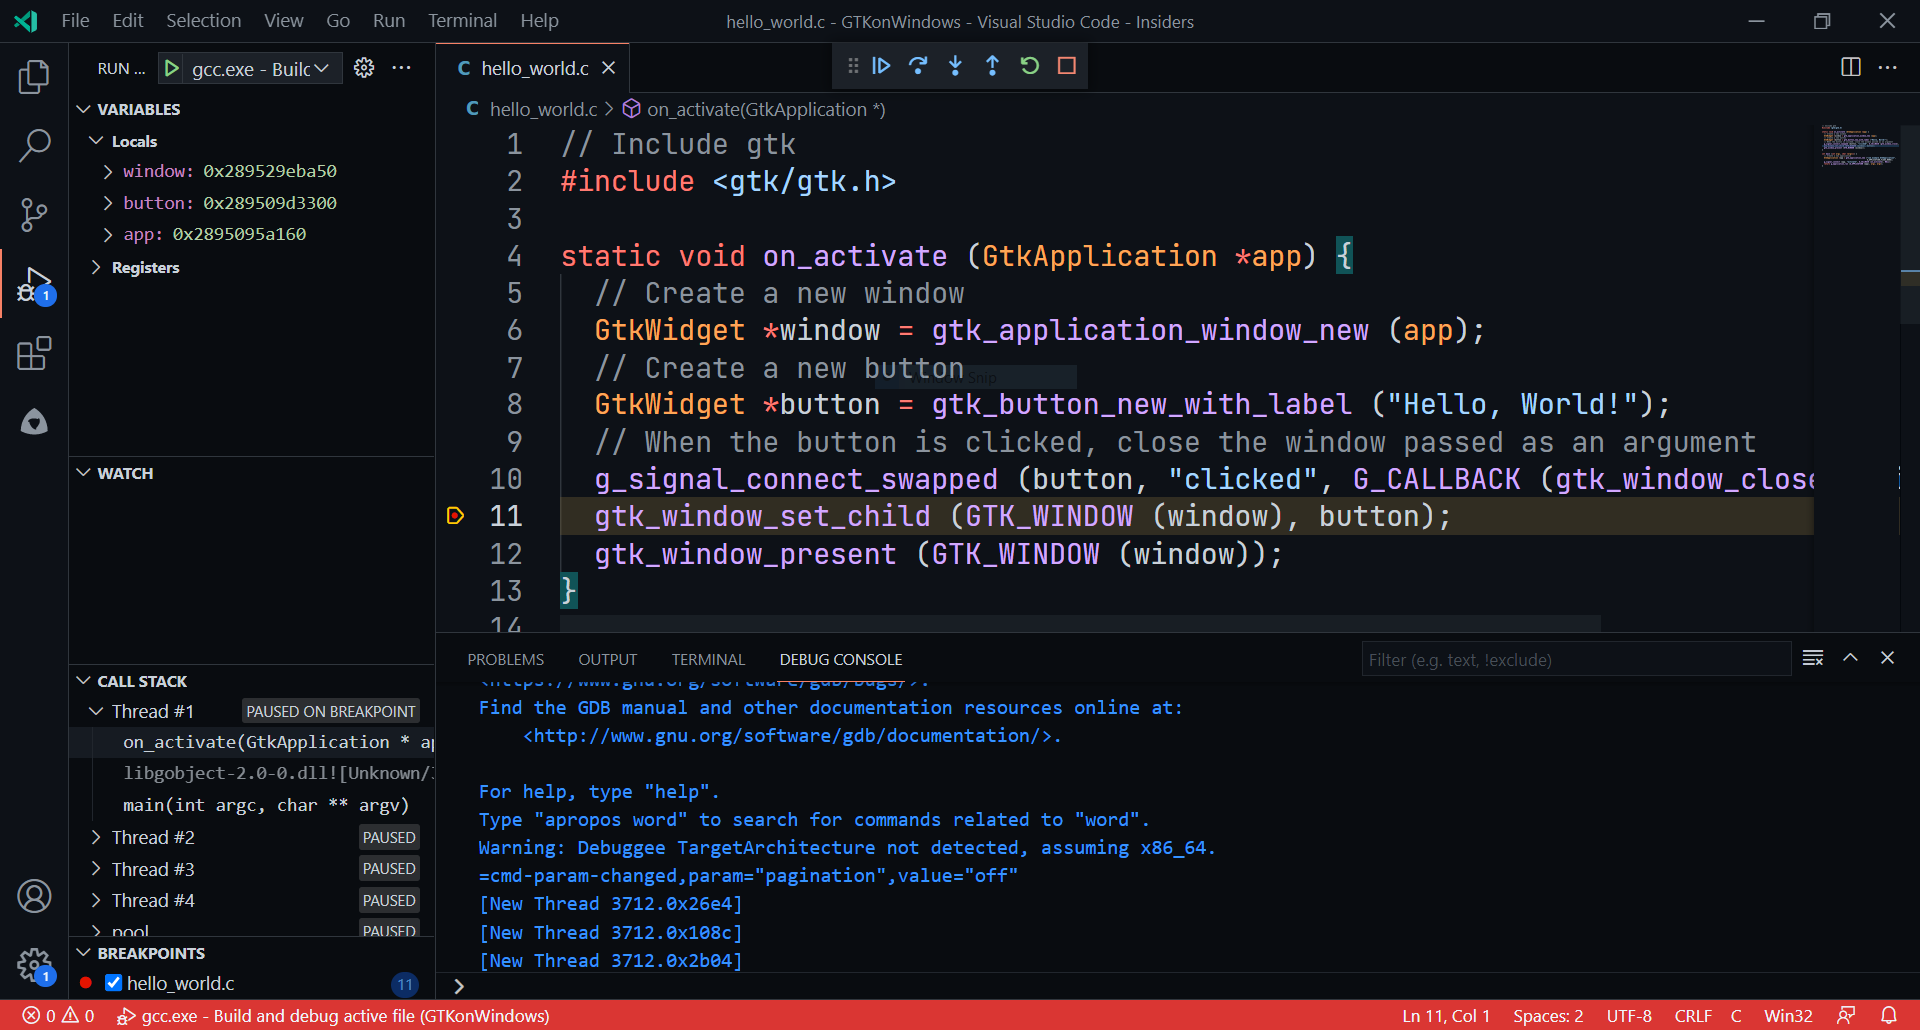 File Edit Selection View Go Run Terminal Help
hello_world.c - GTKonWindows - Visual Studio Code - Insiders
RUN ...
gcc.exe - Builc
VARIABLES
Locals
window: 0x289529eba50
button: 0x289509d3300
app: 0x2895095a160
Registers
WATCH
CALL STACK
Thread #1 PAUSED ON BREAKPOINT
on_activate(GtkApplication * ap
libgobject-2.0-0.dll![Unknown/
main(int argc, char ** argv)
Thread #2 PAUSED
Thread #3 PAUSED
Thread #4 PAUSED
pool PAUSED
BREAKPOINTS
hello_world.c 11
1
1
C hello_world.c
C hello_world.c > on_activate(GtkApplication *)
1 // Include gtk
2 #include <gtk/gtk.h>
3
4 static void on_activate (GtkApplication *app) {
5 // Create a new window
6 GtkWidget *window = gtk_application_window_new (app);
7 // Create a new button
Window Snip
8 GtkWidget *button = gtk_button_new_with_label ("Hello, World!");
9 // When the button is clicked, close the window passed as an argument
10 g_signal_connect_swapped (button, "clicked", G_CALLBACK (gtk_window_close
11 gtk_window_set_child (GTK_WINDOW (window), button);
12 gtk_window_present (GTK_WINDOW (window));
13 }
14
PROBLEMS OUTPUT TERMINAL DEBUG CONSOLE
Filter (e.g. text, !exclude)
<https://www.gnu.org/software/gdb/bugs/>.
Find the GDB manual and other documentation resources online at:
<http://www.gnu.org/software/gdb/documentation/>.
For help, type "help".
Type "apropos word" to search for commands related to "word".
Warning: Debuggee TargetArchitecture not detected, assuming x86_64.
=cmd-param-changed,param="pagination",value="off"
[New Thread 3712.0x26e4]
[New Thread 3712.0x108c]
[New Thread 3712.0x2b04]
>
0 0 gcc.exe - Build and debug active file (GTKonWindows)
Ln 11, Col 1 Spaces: 2 UTF-8 CRLF C Win32